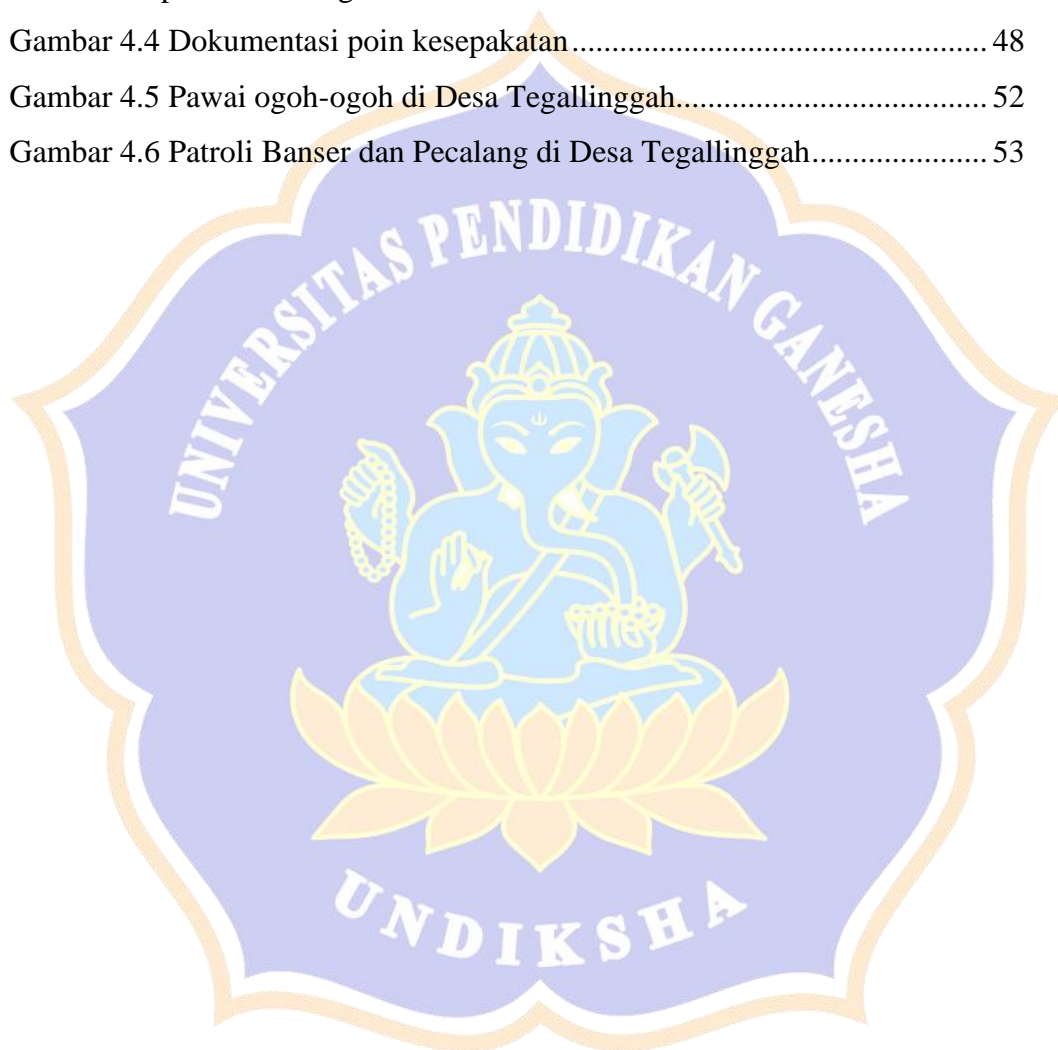 Gambar 4.4 Dokumentasi poin kesepakatan.................................................... 48
Gambar 4.5 Pawai ogoh-ogoh di Desa Tegallinggah....................................... 52
Gambar 4.6 Patroli Banser dan Pecalang di Desa Tegallinggah...................... 53
UNIVERSITAS PENDIDIKAN GANESHA
UNDIKSHA